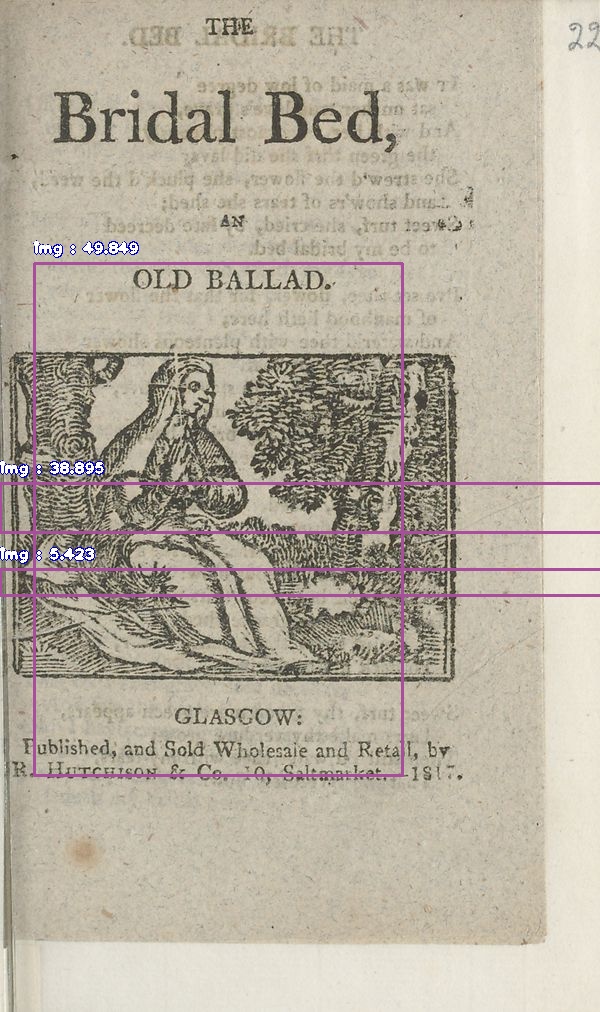 22
THE
Bridal Bed,
AN
Img : 49.849
OLD BALLAD.
Img : 38.895
Img : 5.423
GLASGOW:
Published, and Sold Wholesale and Retail, by
R. HUTCHISON & Co. 10, Saltmarket.—1817.